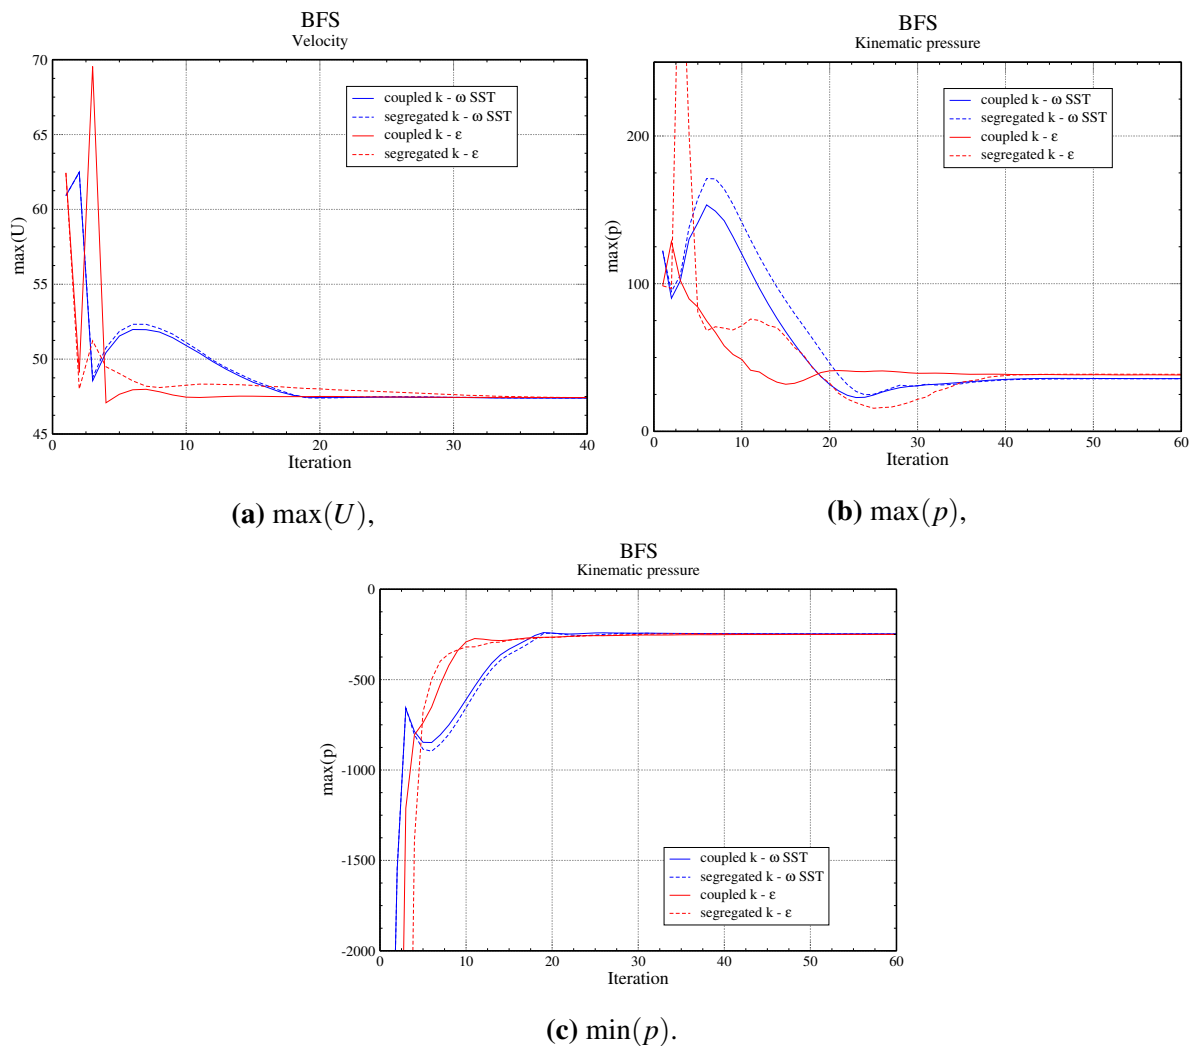 BFS
Velocity
70
65
60
55
50
45
max(U)
0
10
20
30
40
Iteration
coupled k - ω SST
segregated k - ω SST
coupled k - ε
segregated k - ε
(a) max(U),
BFS
Kinematic pressure
200
100
0
max(p)
0
10
20
30
40
50
60
Iteration
coupled k - ω SST
segregated k - ω SST
coupled k - ε
segregated k - ε
(b) max(p),
BFS
Kinematic pressure
0
-500
-1000
-1500
-2000
max(p)
0
10
20
30
40
50
60
Iteration
coupled k - ω SST
segregated k - ω SST
coupled k - ε
segregated k - ε
(c) min(p).